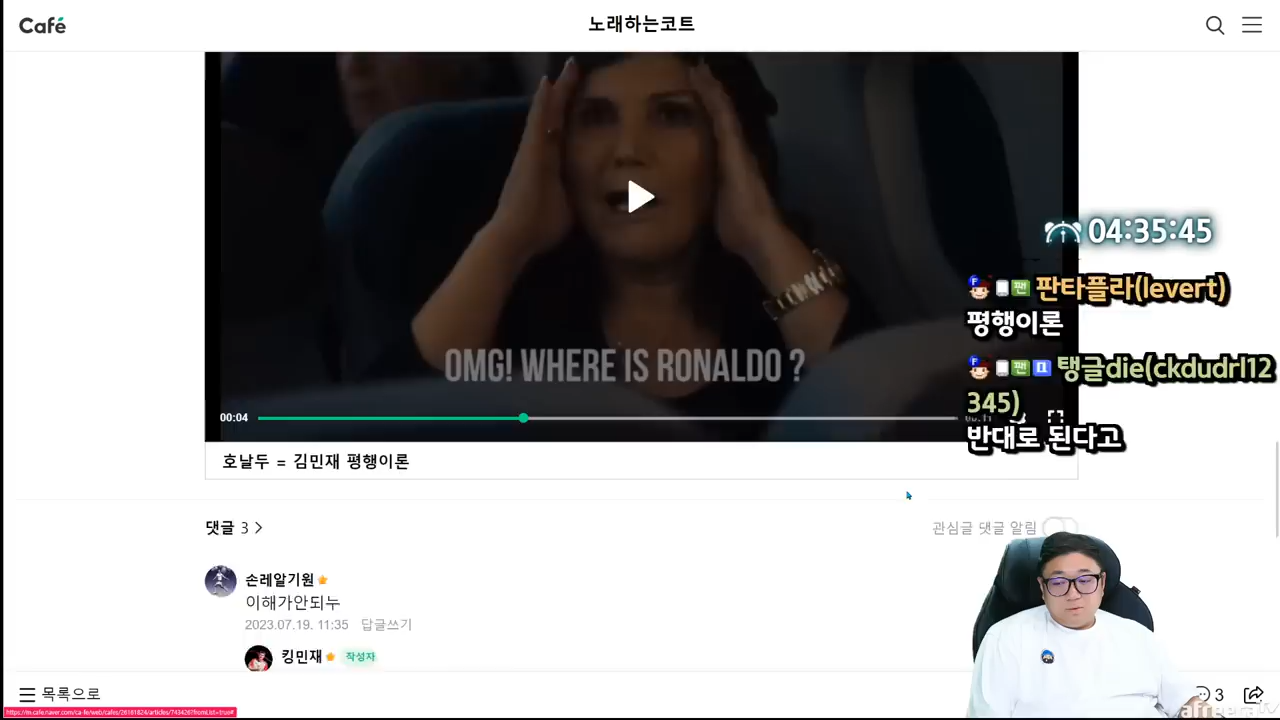 Café
노래하는코트
04:35:45
판타플라(levert)
평행이론
탱글die(ckdudrl12
345)
반대로 된다고
OMG! WHERE IS RONALDO ?
00:04
호날두 = 김민재 평행이론
댓글 3 >
관심글 댓글 알림
손레알기원
이해가안되누
2023.07.19. 11:35 답글쓰기
킹민재 작성자
목록으로
3